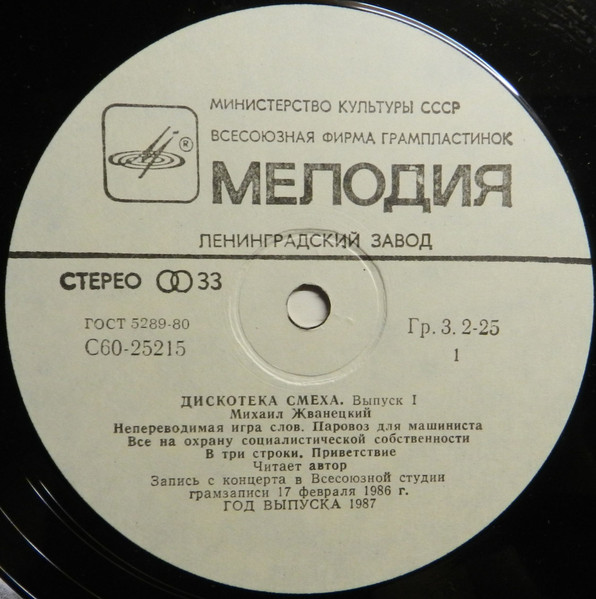 МИНИСТЕРСТВО КУЛЬТУРЫ СССР
ВСЕСОЮЗНАЯ ФИРМА ГРАМПЛАСТИНОК
®
МЕЛОДИЯ
ЛЕНИНГРАДСКИЙ ЗАВОД
СТЕРЕО 33
ГОСТ 5289-80
Гр. 3. 2-25
С60-25215
1
ДИСКОТЕКА СМЕХА. Выпуск I
Михаил Жванецкий
Непереводимая игра слов. Паровоз для машиниста
Все на охрану социалистической собственности
В три строки. Приветствие
Читает автор
Запись с концерта в Всесоюзной студии
грамзаписи 17 февраля 1986 г.
ГОД ВЫПУСКА 1987